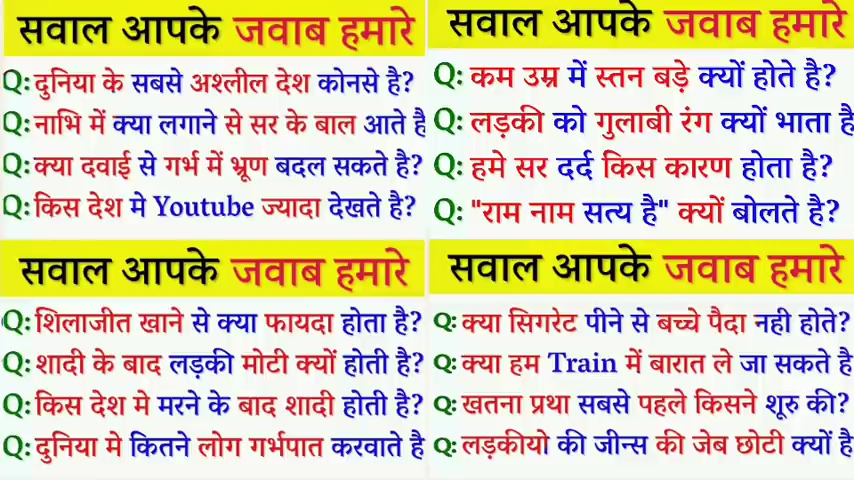 सवाल आपके जवाब हमारे
Q: दुनिया के सबसे अश्लील देश कोनसे है?
Q: नाभि में क्या लगाने से सर के बाल आते है
Q: क्या दवाई से गर्भ में भ्रूण बदल सकते है?
Q: किस देश मे Youtube ज्यादा देखते है?
सवाल आपके जवाब हमारे
Q: कम उम्र में स्तन बड़े क्यों होते है?
Q: लड़की को गुलाबी रंग क्यों भाता है
Q: हमे सर दर्द किस कारण होता है?
Q: "राम नाम सत्य है" क्यों बोलते है?
सवाल आपके जवाब हमारे
Q: शिलाजीत खाने से क्या फायदा होता है?
Q: शादी के बाद लड़की मोटी क्यों होती है?
Q: किस देश मे मरने के बाद शादी होती है?
Q: दुनिया मे कितने लोग गर्भपात करवाते है
सवाल आपके जवाब हमारे
Q: क्या सिगरेट पीने से बच्चे पैदा नही होते?
Q: क्या हम Train में बारात ले जा सकते है
Q: खतना प्रथा सबसे पहले किसने शूरु की?
Q: लड़कीयो की जीन्स की जेब छोटी क्यों है